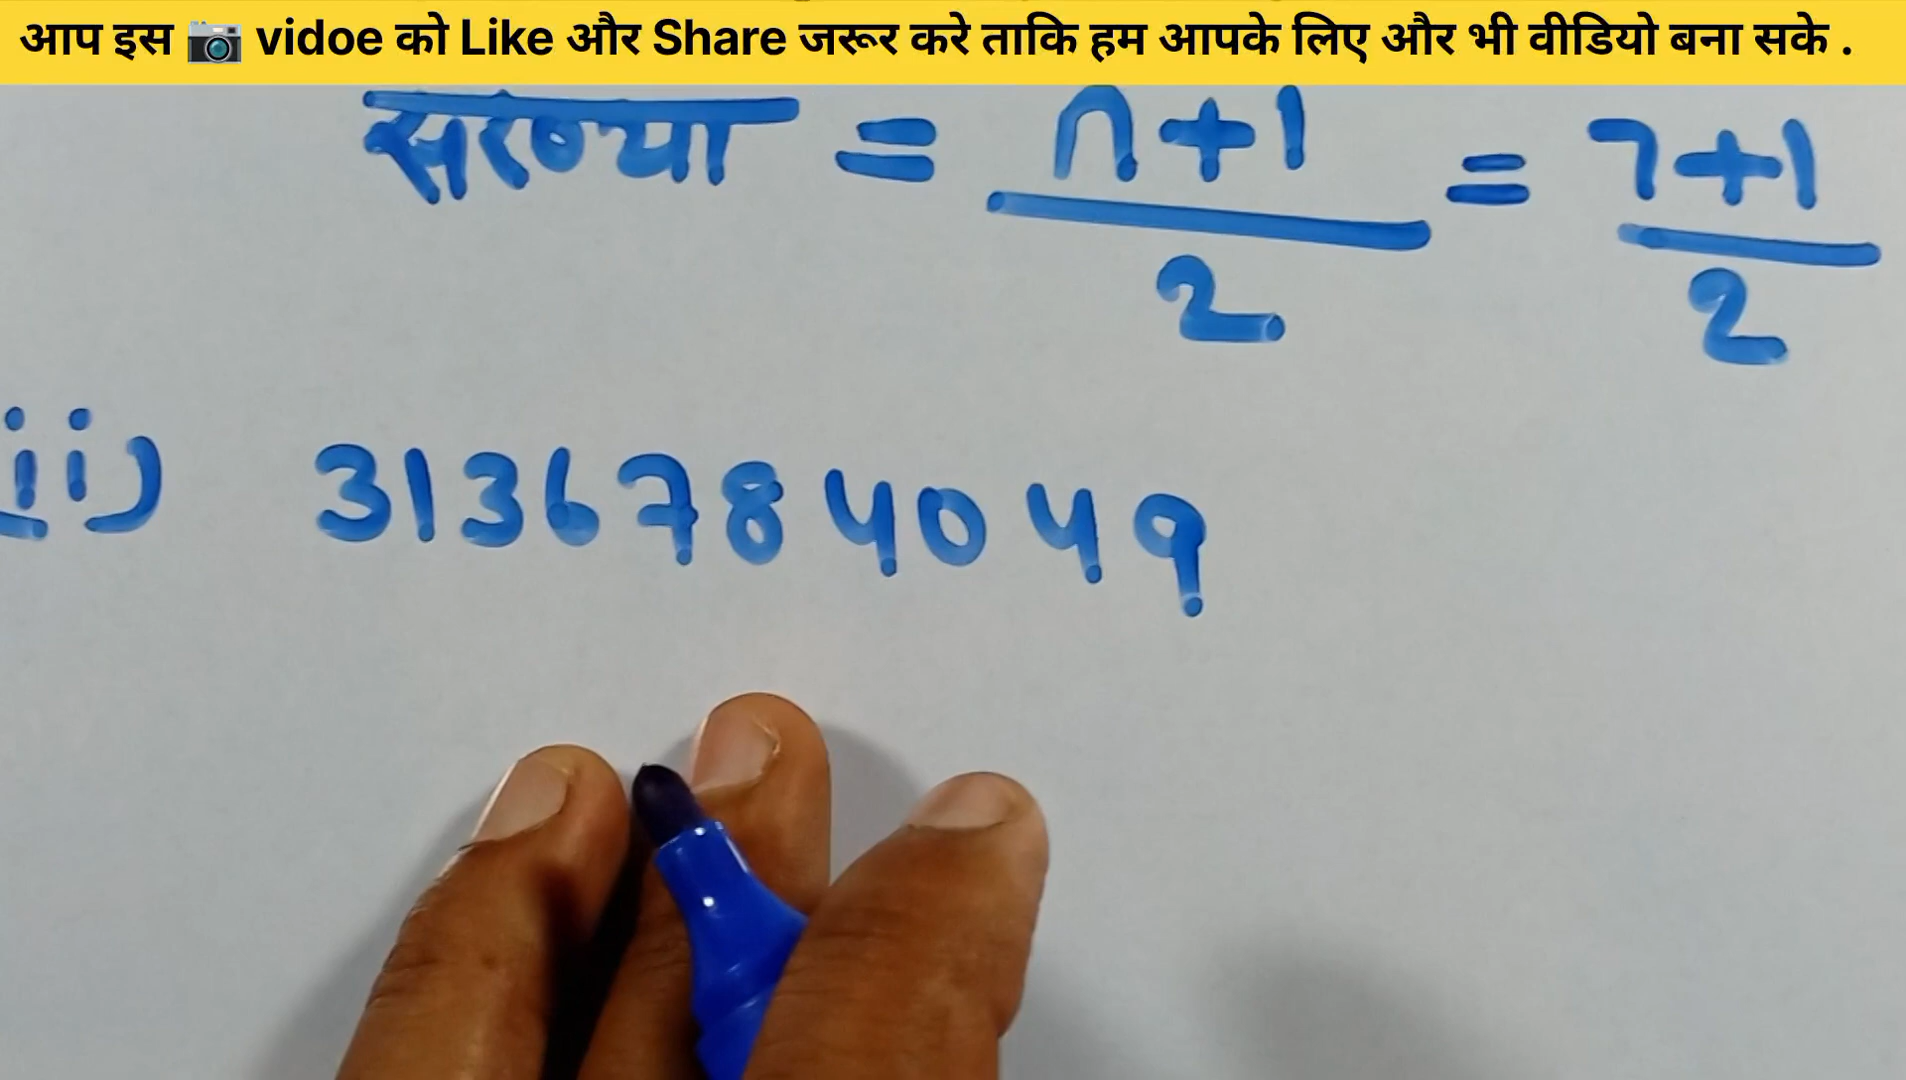 आप इस 📷 vidoe को Like और Share जरूर करे ताकि हम आपके लिए और भी वीडियो बना सके .
संख्या = n+1/2 = 7+1/2
ii) 3136784049